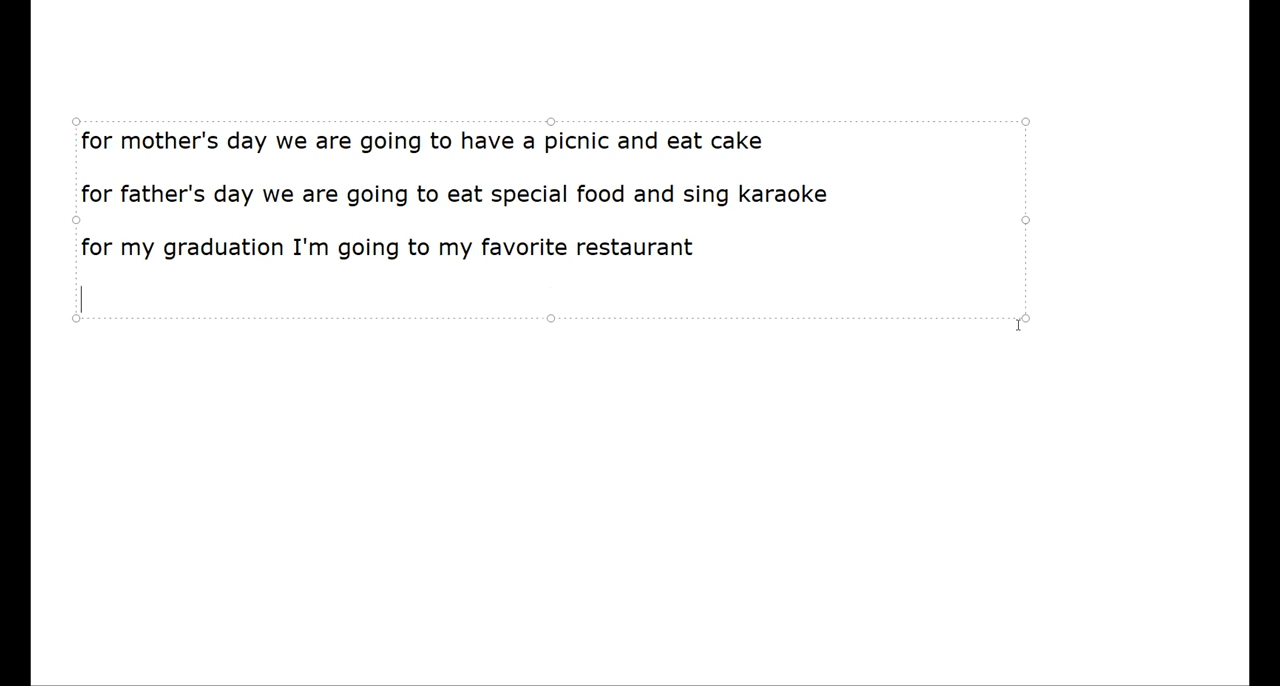 for mother's day we are going to have a picnic and eat cake
for father's day we are going to eat special food and sing karaoke
for my graduation I'm going to my favorite restaurant